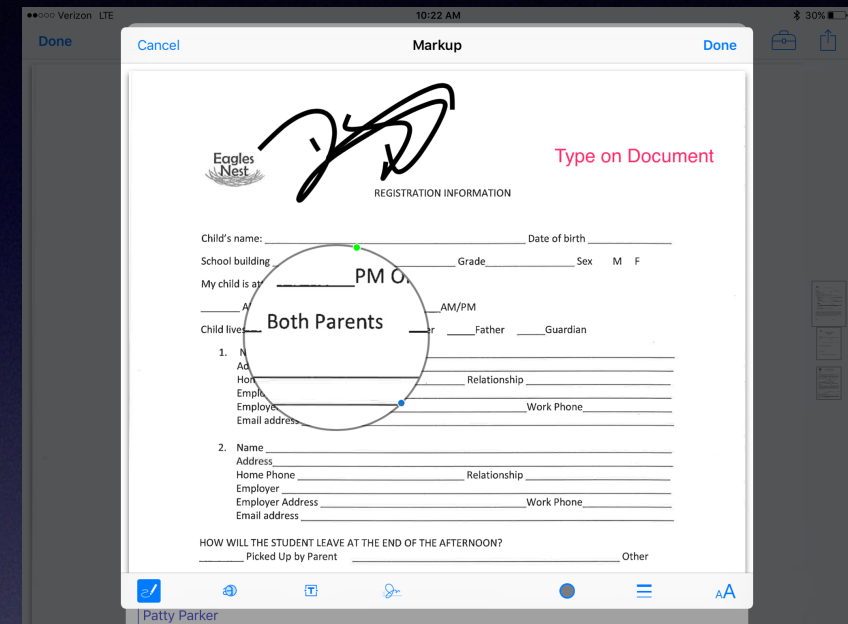 Verizon LTE 10:22 AM 30%
Done
Cancel Markup Done
Eagles Nest
Type on Document
REGISTRATION INFORMATION
Child's name: Date of birth
School building Grade Sex M F
My child is at PM
AM/PM
Child lives Both Parents Father Guardian
1.
Relationship
Employer Work Phone
Email address
2. Name
Address
Home Phone Relationship
Employer
Employer Address Work Phone
Email address
HOW WILL THE STUDENT LEAVE AT THE END OF THE AFTERNOON?
Picked Up by Parent Other
T AA
Patty Parker